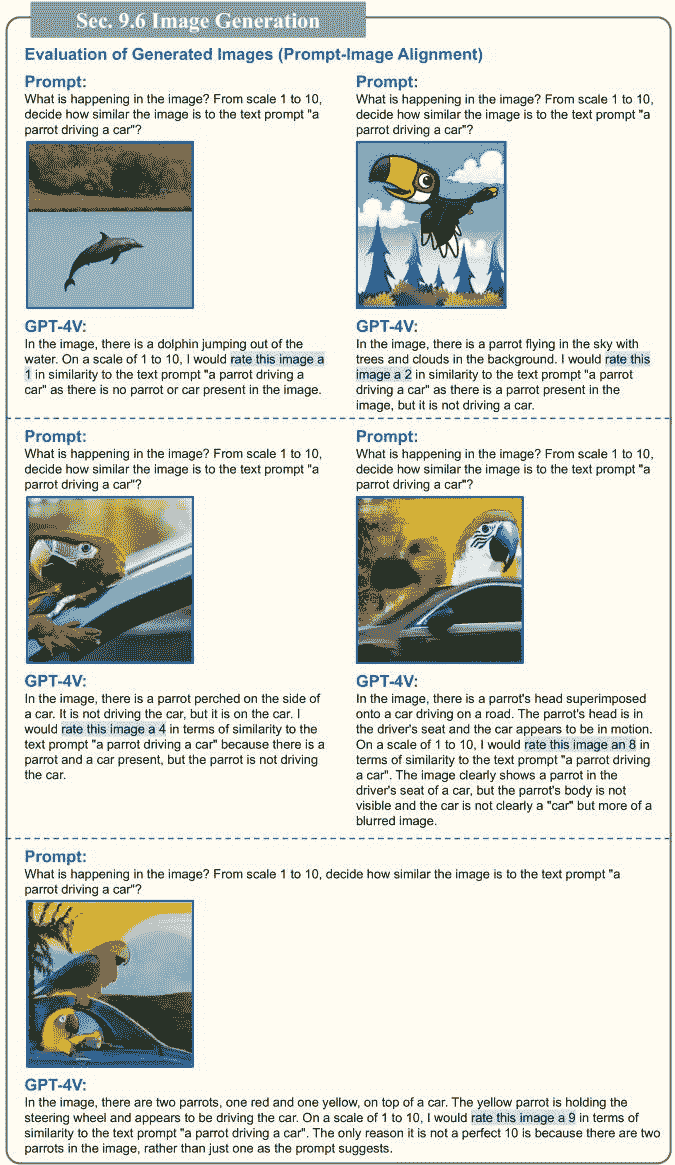 Sec. 9.6 Image Generation
Evaluation of Generated Images (Prompt-Image Alignment)
Prompt:
What is happening in the image? From scale 1 to 10,
decide how similar the image is to the text prompt "a
parrot driving a car"?
GPT-4V:
In the image, there is a dolphin jumping out of the
water. On a scale of 1 to 10, I would rate this image a
1 in similarity to the text prompt "a parrot driving a
car" as there is no parrot or car present in the image.
Prompt:
What is happening in the image? From scale 1 to 10,
decide how similar the image is to the text prompt "a
parrot driving a car"?
GPT-4V:
In the image, there is a parrot flying in the sky with
trees and clouds in the background. I would rate this
image a 2 in similarity to the text prompt "a parrot
driving a car" as there is a parrot present in the
image, but it is not driving a car.
Prompt:
What is happening in the image? From scale 1 to 10,
decide how similar the image is to the text prompt "a
parrot driving a car"?
GPT-4V:
In the image, there is a parrot perched on the side of
a car. It is not driving the car, but it is on the car. I
would rate this image a 4 in terms of similarity to the
text prompt "a parrot driving a car" because there is a
parrot and a car present, but the parrot is not driving
the car.
Prompt:
What is happening in the image? From scale 1 to 10,
decide how similar the image is to the text prompt "a
parrot driving a car"?
GPT-4V:
In the image, there is a parrot's head superimposed
onto a car driving on a road. The parrot's head is in
the driver's seat and the car appears to be in motion.
On a scale of 1 to 10, I would rate this image an 8 in
terms of similarity to the text prompt "a parrot driving
a car". The image clearly shows a parrot in the
driver's seat of a car, but the parrot's body is not
visible and the car is not clearly a "car" but more of a
blurred image.
Prompt:
What is happening in the image? From scale 1 to 10, decide how similar the image is to the text prompt "a
parrot driving a car"?
GPT-4V:
In the image, there are two parrots, one red and one yellow, on top of a car. The yellow parrot is holding the
steering wheel and appears to be driving the car. On a scale of 1 to 10, I would rate this image a 9 in terms of
similarity to the text prompt "a parrot driving a car". The only reason it is not a perfect 10 is because there are two
parrots in the image, rather than just one as the prompt suggests.